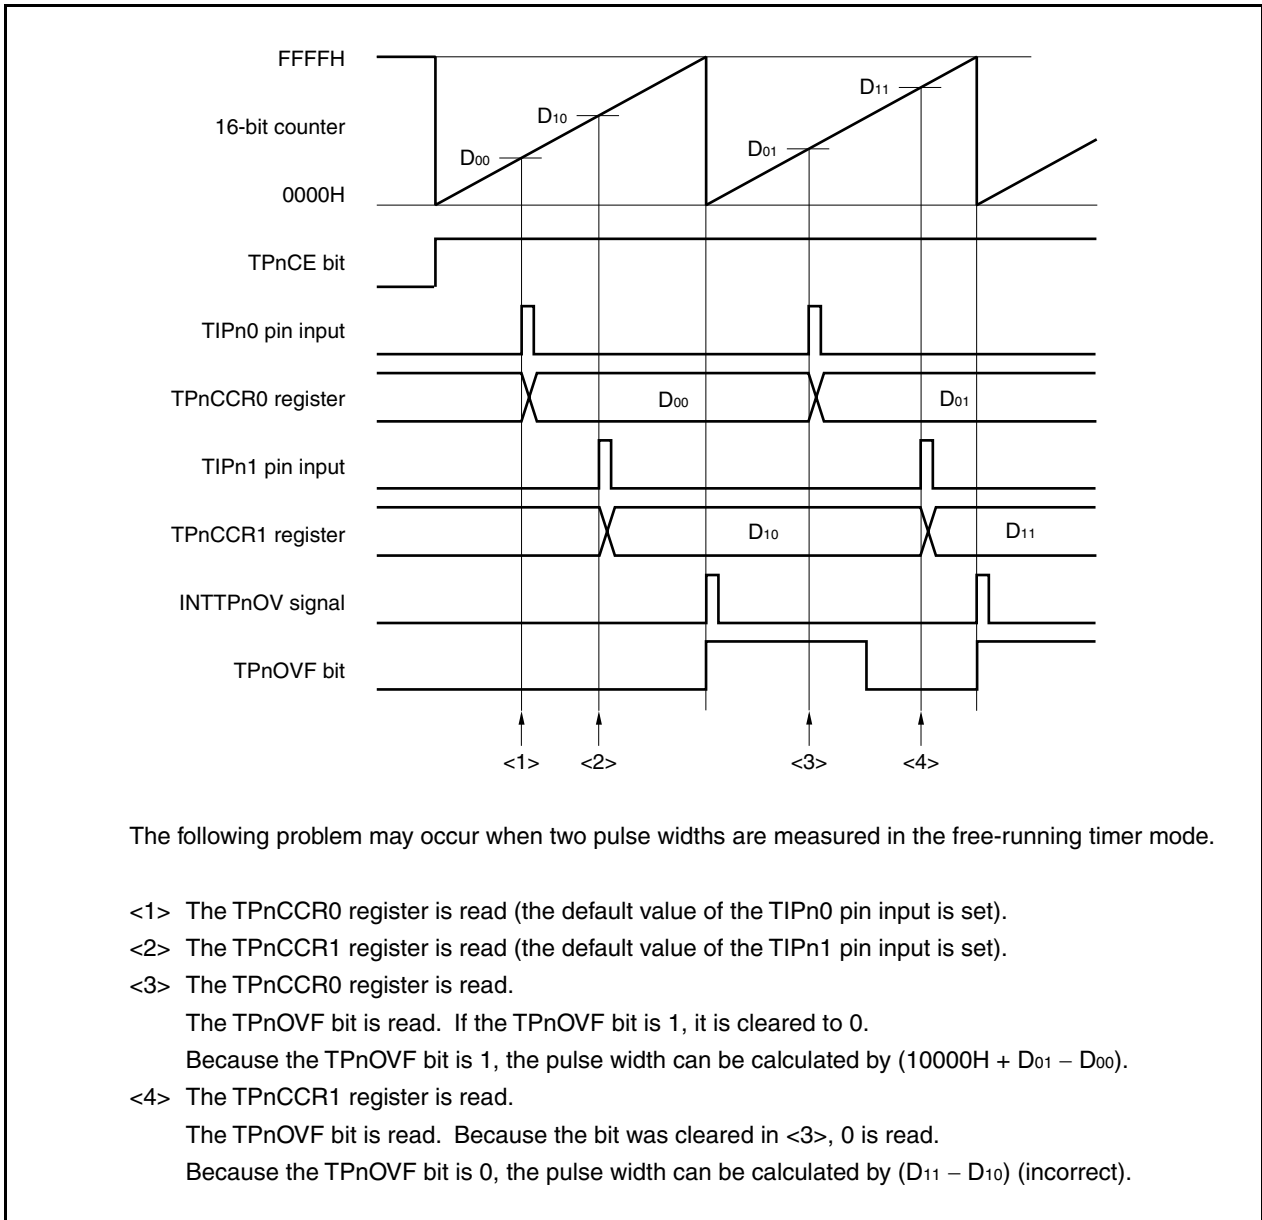 FFFFH
D11
D10
16-bit counter
D01
D00
0000H
TPnCE bit
TIPn0 pin input
TPnCCR0 register
D00
D01
TIPn1 pin input
TPnCCR1 register
D10
D11
INTTPnOV signal
TPnOVF bit
<1> <2> <3> <4>
The following problem may occur when two pulse widths are measured in the free-running timer mode.
<1> The TPnCCR0 register is read (the default value of the TIPn0 pin input is set).
<2> The TPnCCR1 register is read (the default value of the TIPn1 pin input is set).
<3> The TPnCCR0 register is read.
The TPnOVF bit is read. If the TPnOVF bit is 1, it is cleared to 0.
Because the TPnOVF bit is 1, the pulse width can be calculated by (10000H + D01 − D00).
<4> The TPnCCR1 register is read.
The TPnOVF bit is read. Because the bit was cleared in <3>, 0 is read.
Because the TPnOVF bit is 0, the pulse width can be calculated by (D11 − D10) (incorrect).